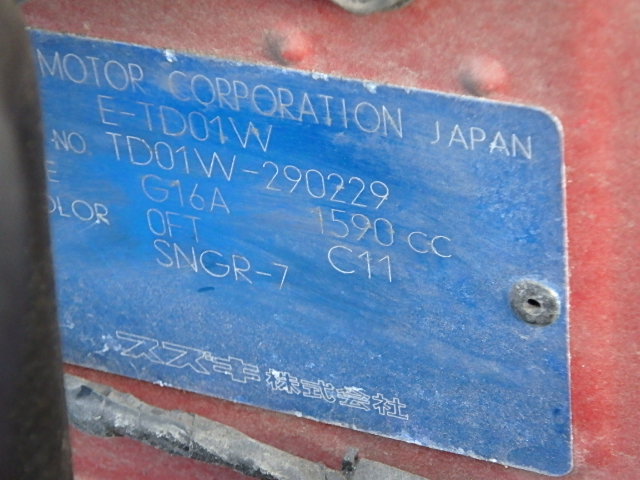 MOTOR CORPORATION JAPAN
E-TD01W
NO. TD01W-290229
E G16A 1590 CC
OLOR 0FT C11
SNGR-7
スズキ株式会社